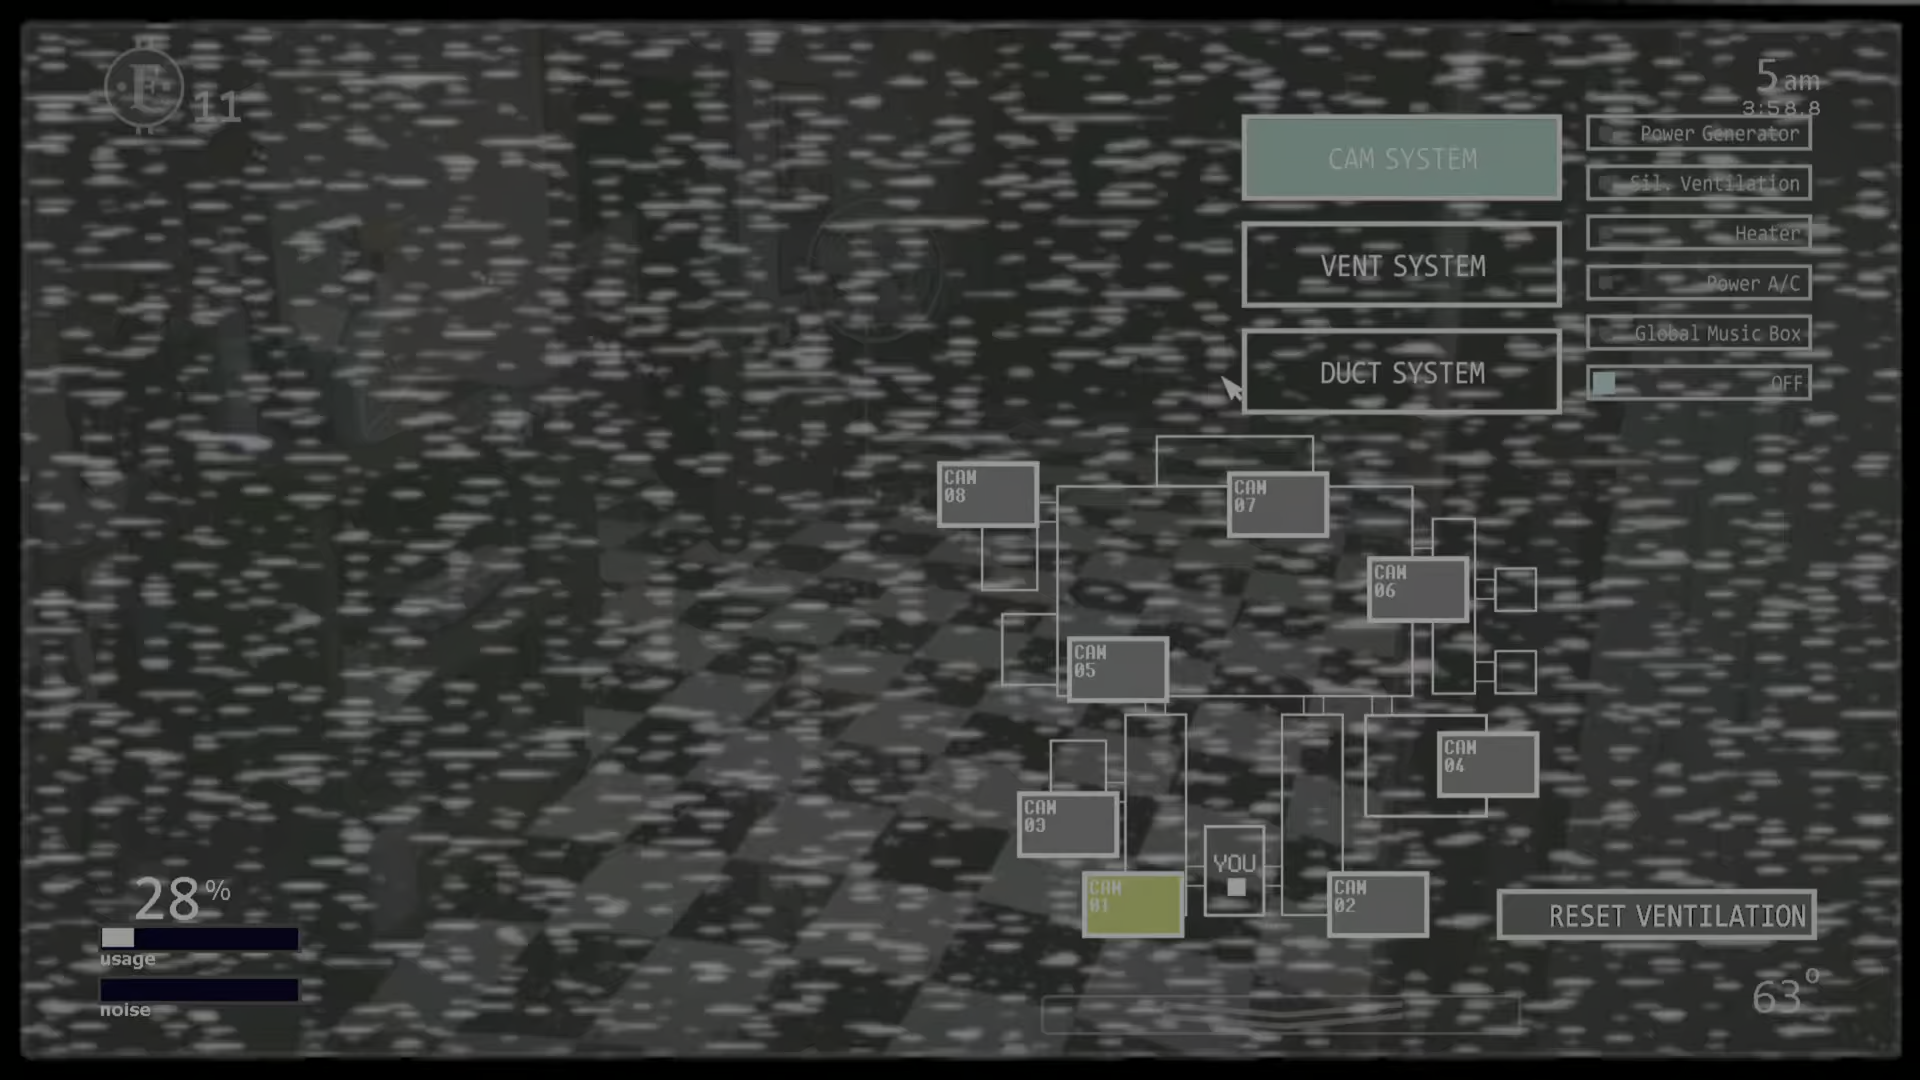 F 11
5 am
3:58.8
CAM SYSTEM
VENT SYSTEM
DUCT SYSTEM
Power Generator
Sil. Ventilation
Heater
Power A/C
Global Music Box
OFF
CAM 08
CAM 07
CAM 06
CAM 05
CAM 04
CAM 03
YOU
CAM 01
CAM 02
RESET VENTILATION
28%
usage
noise
63°